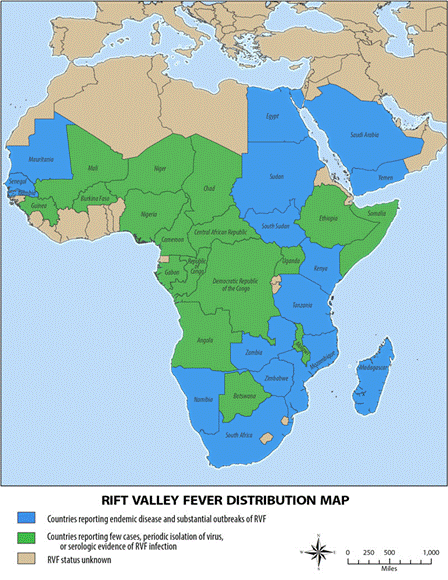 Egypt
Saudi Arabia
Mauritania
Mali
Niger
Chad
Sudan
Yemen
Senegal
Gambia
Guinea
Burkina Faso
Nigeria
Ethiopia
Somalia
South Sudan
Central African Republic
Cameroon
Gabon
Republic of
Congo
Democratic Republic
of the Congo
Uganda
Kenya
Tanzania
Angola
Zambia
Malawi
Mozambique
Madagascar
Zimbabwe
Namibia
Botswana
South Africa
RIFT VALLEY FEVER DISTRIBUTION MAP
Countries reporting endemic disease and substantial outbreaks of RVF
Countries reporting few cases, periodic isolation of virus,
or serologic evidence of RVF infection
RVF status unknown
N
0 500 1,000
Miles